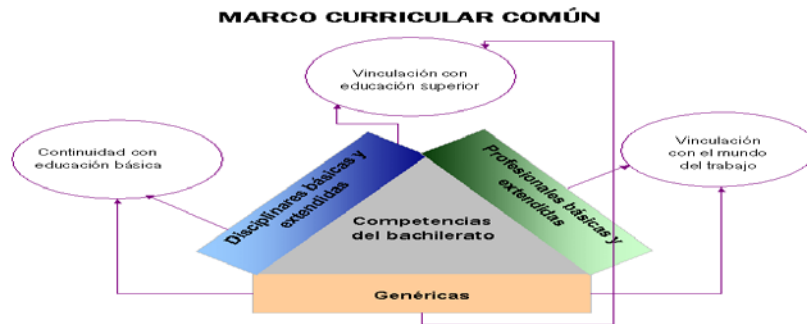 MARCO CURRICULAR COMÚN
Vinculación con
educación superior
Continuidad con
educación básica
Vinculación
con el mundo
del trabajo
Disciplinares básicas y
extendidas
Profesionales básicas y
extendidas
Competencias
del bachilerato
Genéricas